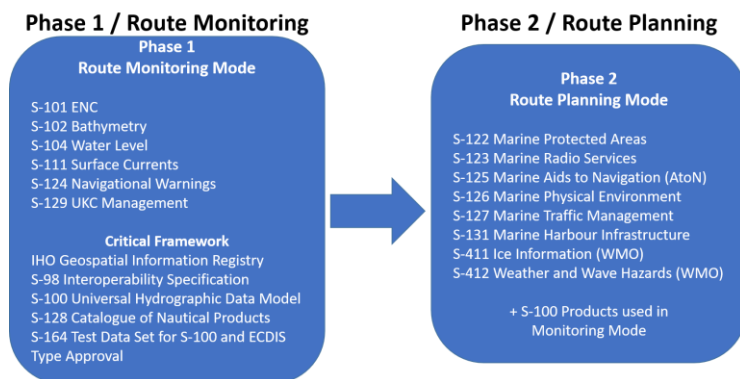 Phase 1 / Route Monitoring
Phase 1
Route Monitoring Mode
S-101 ENC
S-102 Bathymetry
S-104 Water Level
S-111 Surface Currents
S-124 Navigational Warnings
S-129 UKC Management
Critical Framework
IHO Geospatial Information Registry
S-98 Interoperability Specification
S-100 Universal Hydrographic Data Model
S-128 Catalogue of Nautical Products
S-164 Test Data Set for S-100 and ECDIS
Type Approval
Phase 2 / Route Planning
Phase 2
Route Planning Mode
S-122 Marine Protected Areas
S-123 Marine Radio Services
S-125 Marine Aids to Navigation (AtoN)
S-126 Marine Physical Environment
S-127 Marine Traffic Management
S-131 Marine Harbour Infrastructure
S-411 Ice Information (WMO)
S-412 Weather and Wave Hazards (WMO)
+ S-100 Products used in
Monitoring Mode